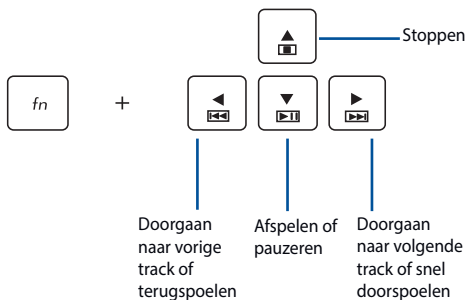 Stoppen
fn
+
Doorgaan
naar vorige
track of
terugspoelen
Afspelen of
pauzeren
Doorgaan
naar volgende
track of snel
doorspoelen